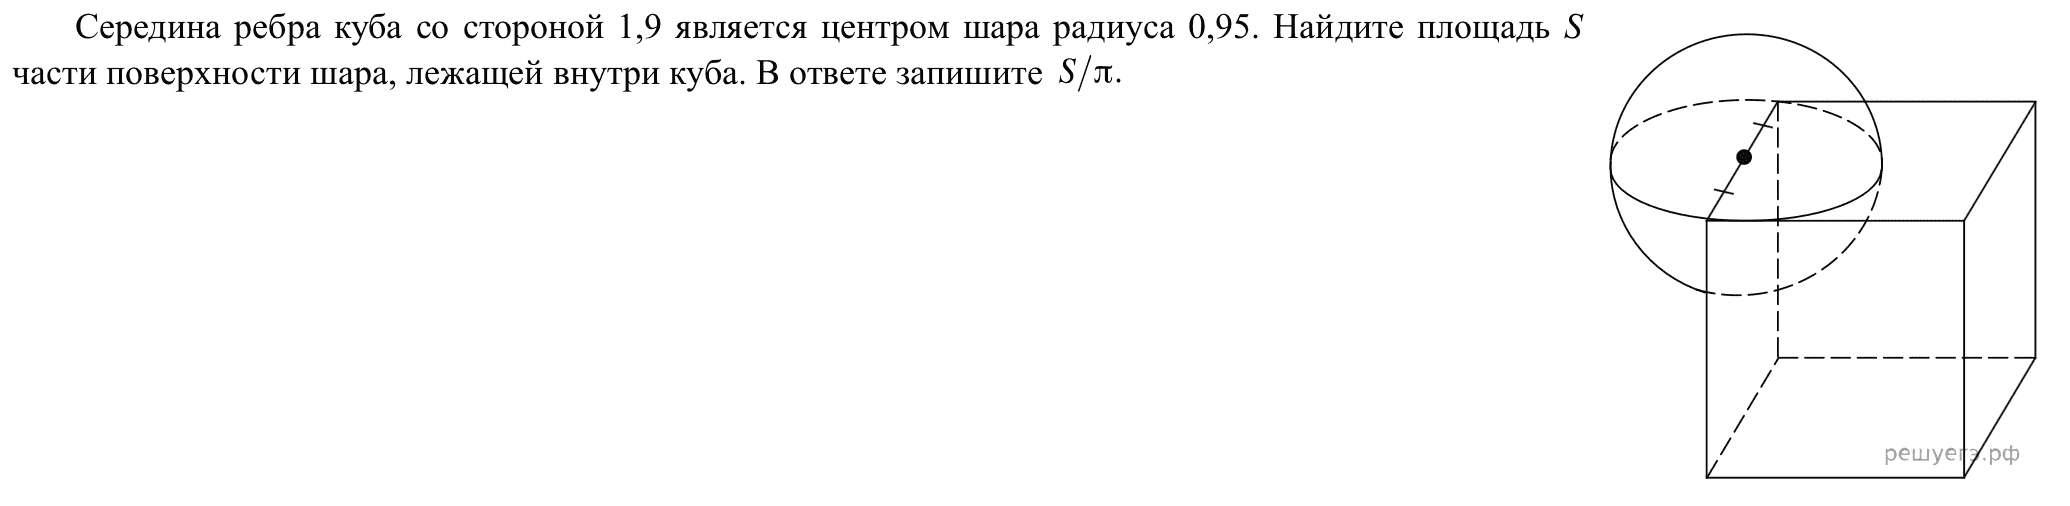 Середина ребра куба со стороной 1,9 является центром шара радиуса 0,95. Найдите площадь S
части поверхности шара, лежащей внутри куба. В ответе запишите S/π.
решуегэ.рф